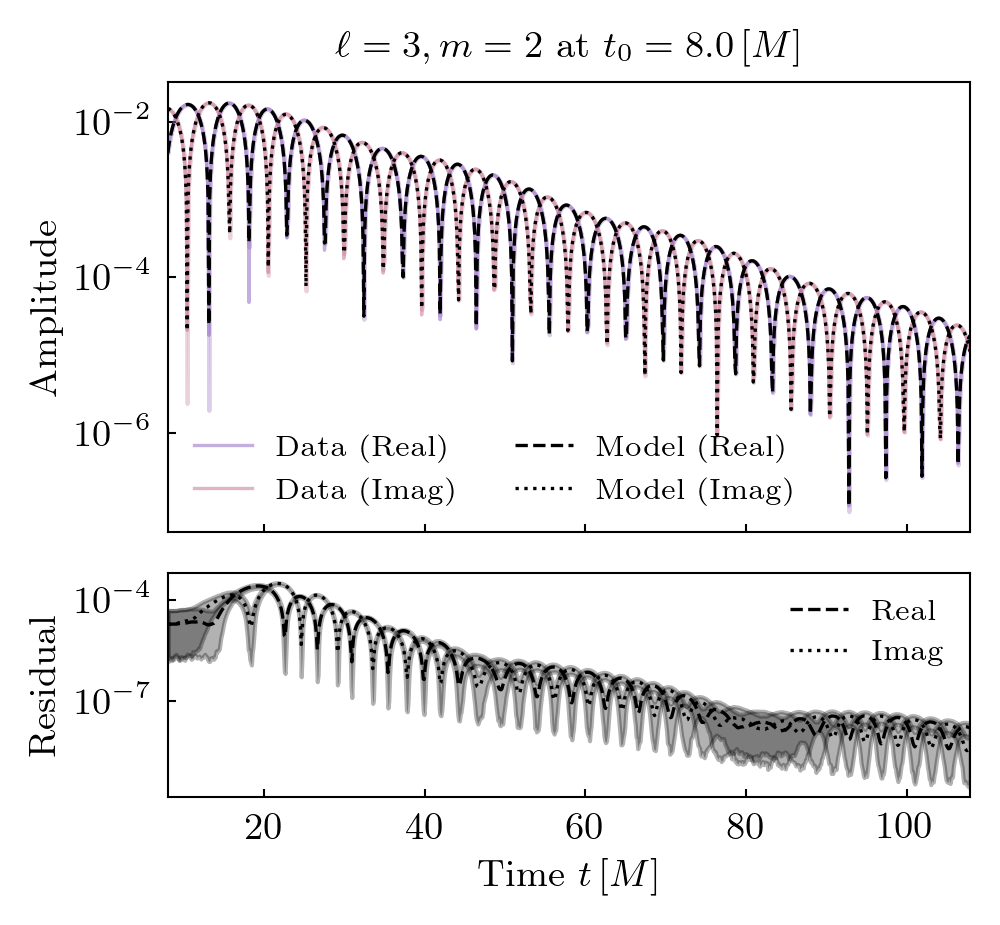 ℓ = 3, m = 2 at t₀ = 8.0 [M]
10⁻²
10⁻⁴
10⁻⁶
Amplitude
Data (Real)
Data (Imag)
Model (Real)
Model (Imag)
10⁻⁴
10⁻⁷
Residual
Real
Imag
20 40 60 80 100
Time t [M]